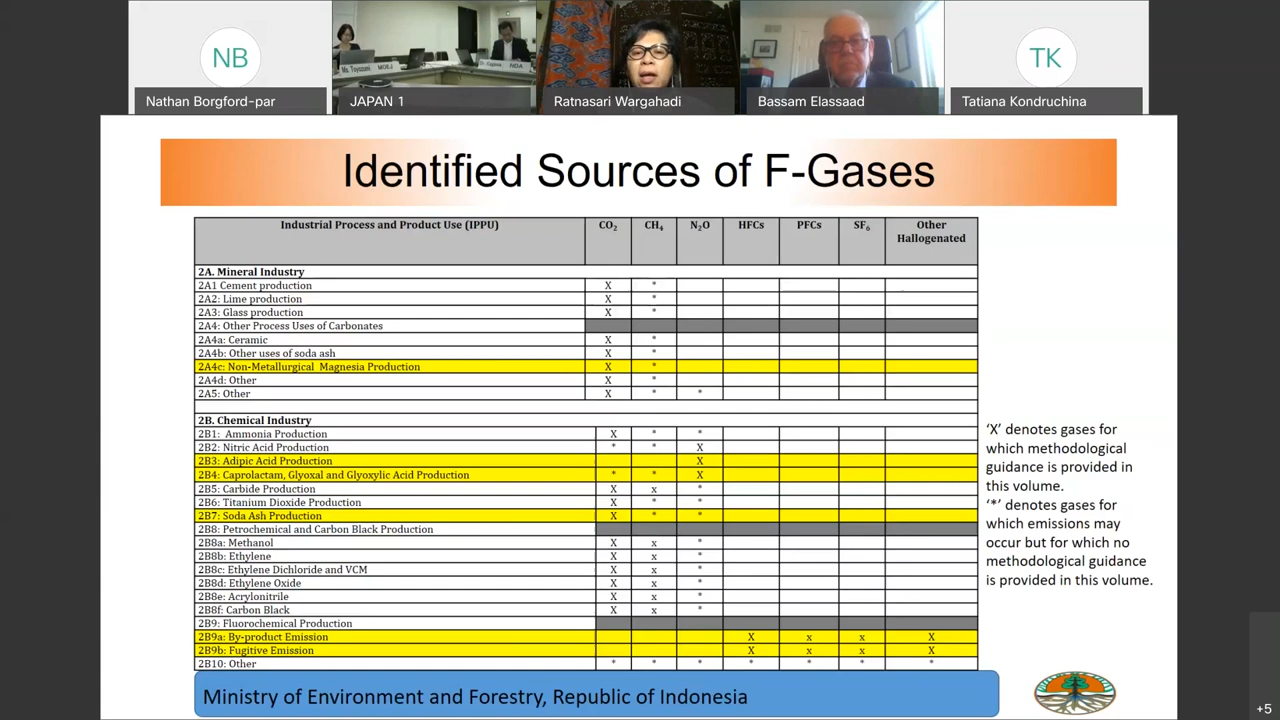 NB
Nathan Borgford-par
Ms. Toyozumi MOEJ
NDA
JAPAN 1
Ratnasari Wargahadi
Bassam Elassaad
TK
Tatiana Kondruchina
Identified Sources of F-Gases
Industrial Process and Product Use (IPPU) CO₂ CH₄ N₂O HFCs PFCs SF₆ Other Hallogenated
2A. Mineral Industry
2A1 Cement production X *
2A2: Lime production X *
2A3: Glass production X *
2A4: Other Process Uses of Carbonates
2A4a: Ceramic X *
2A4b: Other uses of soda ash X *
2A4c: Non-Metallurgical Magnesia Production X *
2A4d: Other X *
2A5: Other X * *
2B. Chemical Industry
2B1: Ammonia Production X * *
2B2: Nitric Acid Production * * X
2B3: Adipic Acid Production X
2B4: Caprolactam, Glyoxal and Glyoxylic Acid Production * * X
2B5: Carbide Production X x *
2B6: Titanium Dioxide Production X * *
2B7: Soda Ash Production X * *
2B8: Petrochemical and Carbon Black Production
2B8a: Methanol X x *
2B8b: Ethylene X x *
2B8c: Ethylene Dichloride and VCM X x *
2B8d: Ethylene Oxide X x *
2B8e: Acrylonitrile X x *
2B8f: Carbon Black X x *
2B9: Fluorochemical Production
2B9a: By-product Emission X x x X
2B9b: Fugitive Emission X x x X
2B10: Other * * * * * * *
‘X’ denotes gases for
which methodological
guidance is provided in
this volume.
‘*’ denotes gases for
which emissions may
occur but for which no
methodological guidance
is provided in this volume.
Ministry of Environment and Forestry, Republic of Indonesia
+5